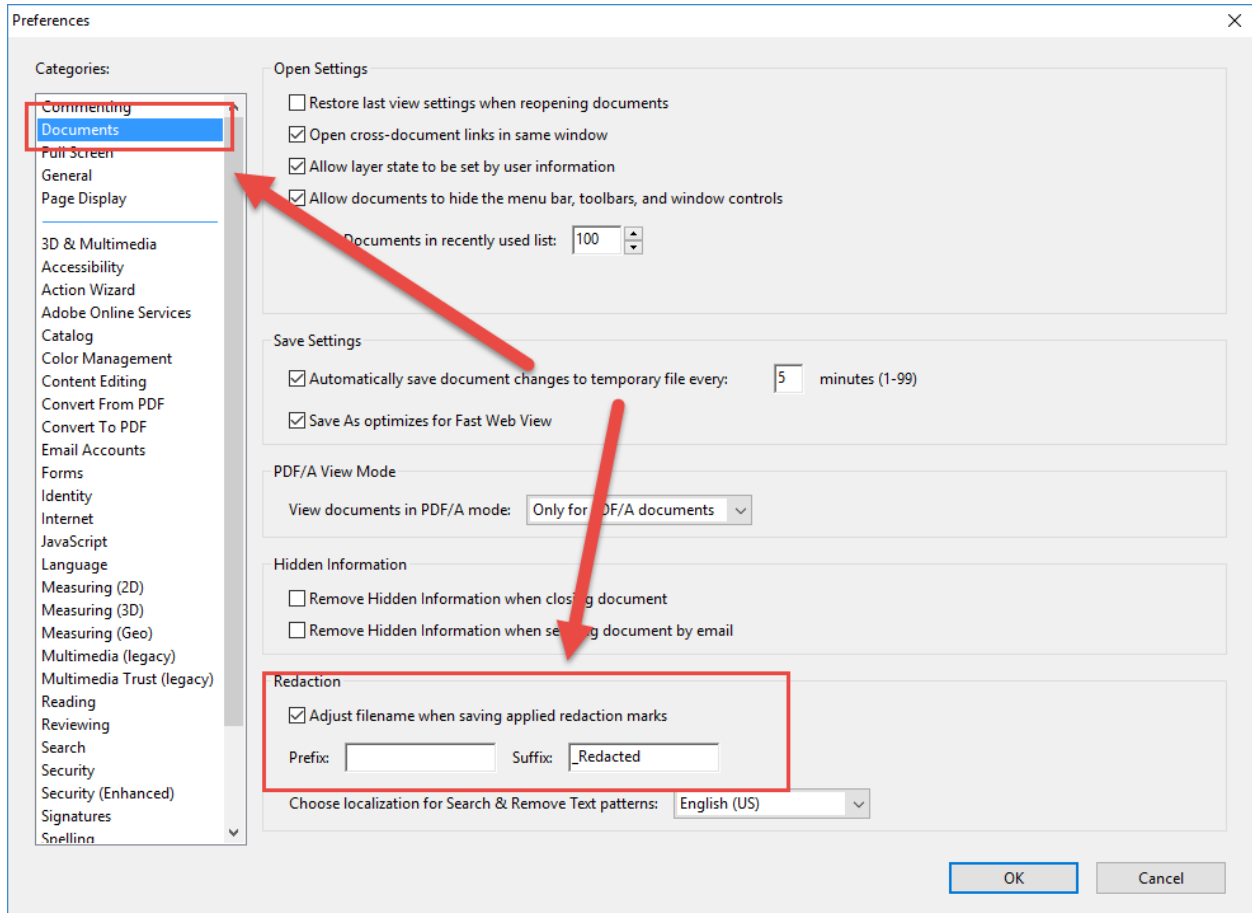 Preferences
Categories:
Commenting
Documents
Full Screen
General
Page Display
3D & Multimedia
Accessibility
Action Wizard
Adobe Online Services
Catalog
Color Management
Content Editing
Convert From PDF
Convert To PDF
Email Accounts
Forms
Identity
Internet
JavaScript
Language
Measuring (2D)
Measuring (3D)
Measuring (Geo)
Multimedia (legacy)
Multimedia Trust (legacy)
Reading
Reviewing
Search
Security
Security (Enhanced)
Signatures
Spelling
Open Settings
Restore last view settings when reopening documents
Open cross-document links in same window
Allow layer state to be set by user information
Allow documents to hide the menu bar, toolbars, and window controls
Documents in recently used list: 100
Save Settings
Automatically save document changes to temporary file every: 5 minutes (1-99)
Save As optimizes for Fast Web View
PDF/A View Mode
View documents in PDF/A mode: Only for PDF/A documents
Hidden Information
Remove Hidden Information when closing document
Remove Hidden Information when sending document by email
Redaction
Adjust filename when saving applied redaction marks
Prefix: Suffix: _Redacted
Choose localization for Search & Remove Text patterns: English (US)
OK Cancel